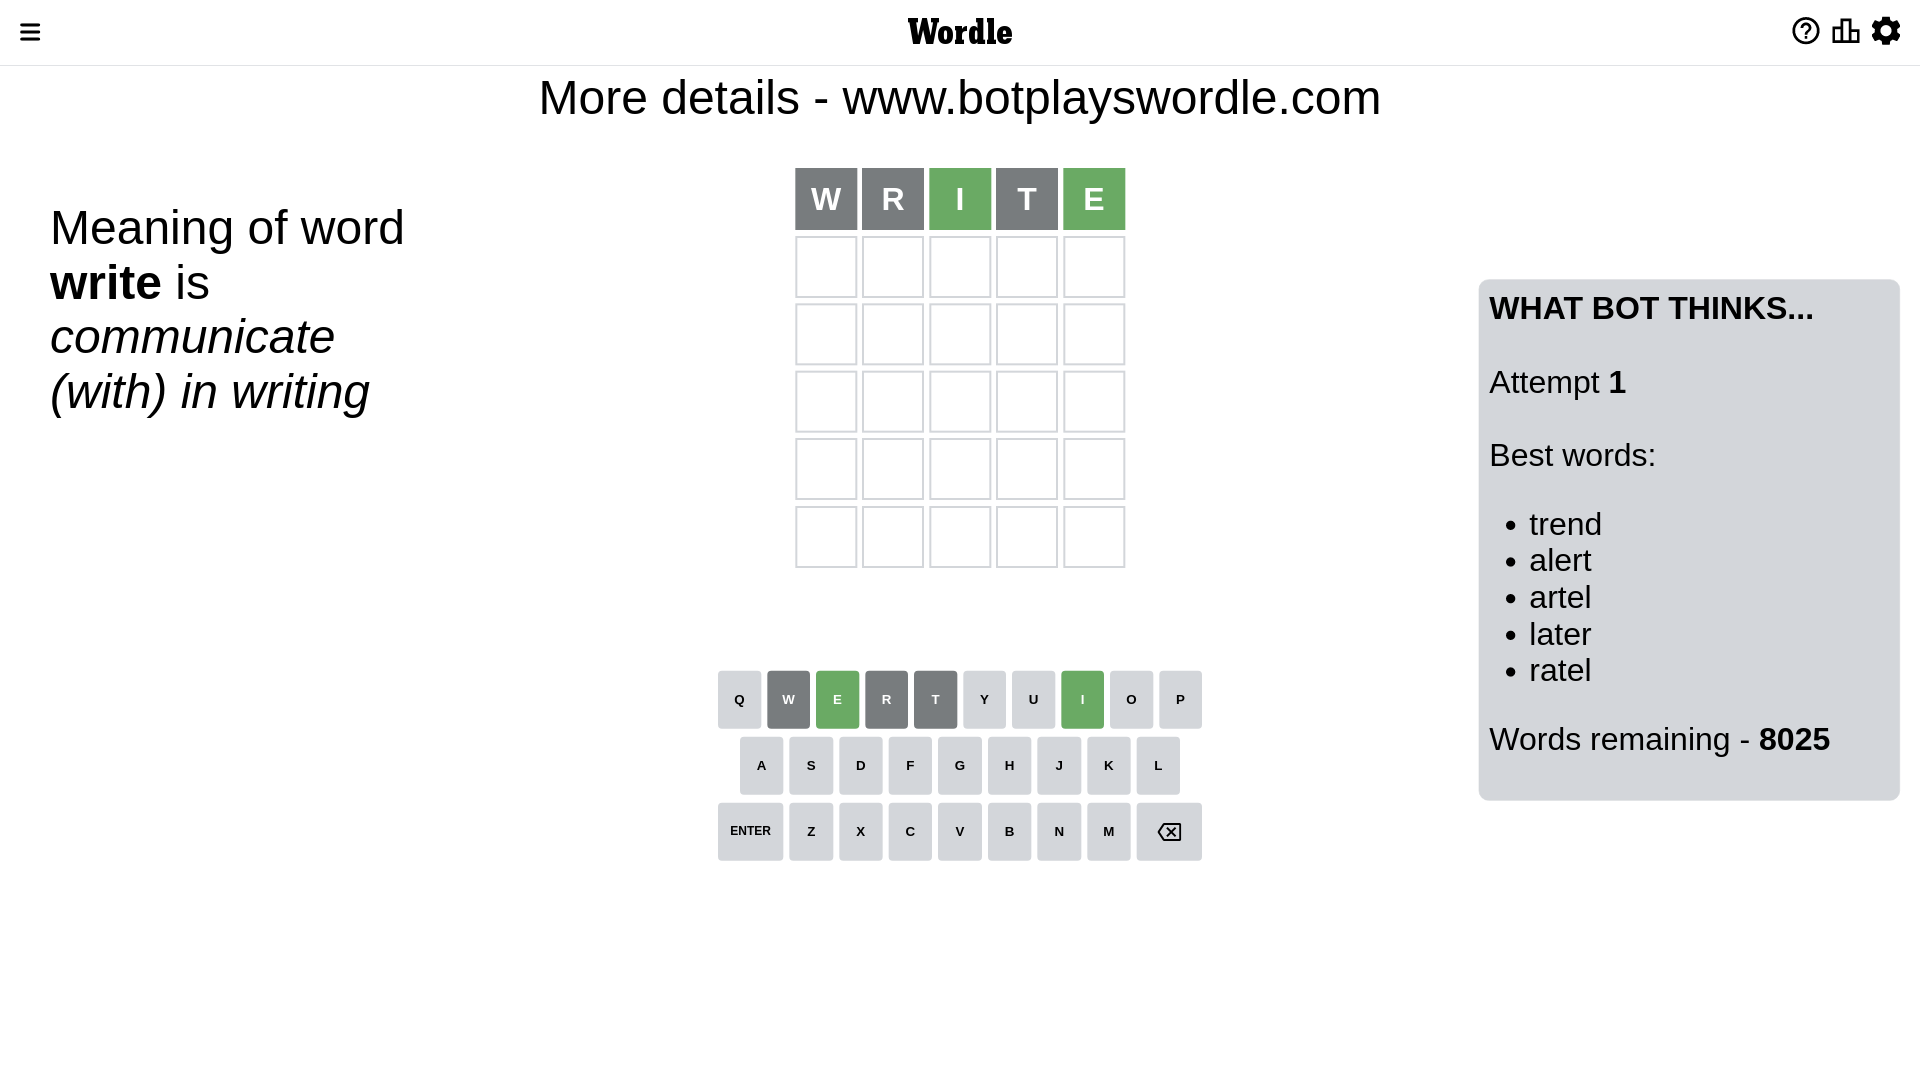 Wordle
More details - www.botplayswordle.com
Meaning of word
write is
communicate
(with) in writing
W R I T E
WHAT BOT THINKS...
Attempt 1
Best words:
• trend
• alert
• artel
• later
• ratel
Words remaining - 8025
Q W E R T Y U I O P
A S D F G H J K L
ENTER Z X C V B N M